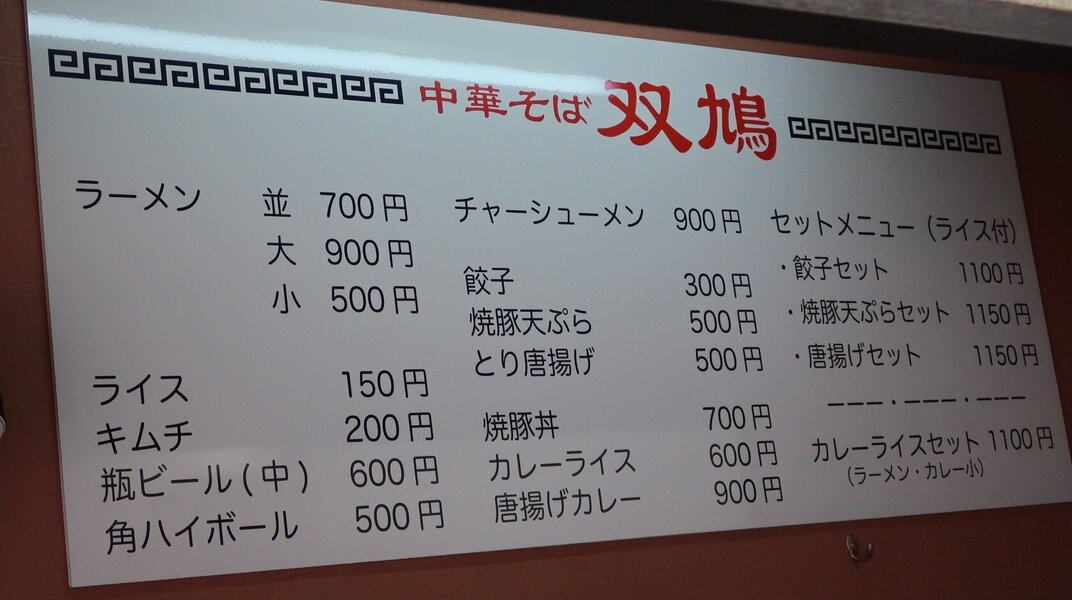 中華そば 双鳩
ラーメン 並 700円
大 900円
小 500円
ライス 150円
キムチ 200円
瓶ビール(中) 600円
角ハイボール 500円
チャーシューメン 900円
餃子 300円
焼豚天ぷら 500円
とり唐揚げ 500円
焼豚丼 700円
カレーライス 600円
唐揚げカレー 900円
セットメニュー(ライス付)
・餃子セット 1100円
・焼豚天ぷらセット 1150円
・唐揚げセット 1150円
ーーー・ーーー・ーーー
カレーライスセット 1100円
(ラーメン・カレー小)